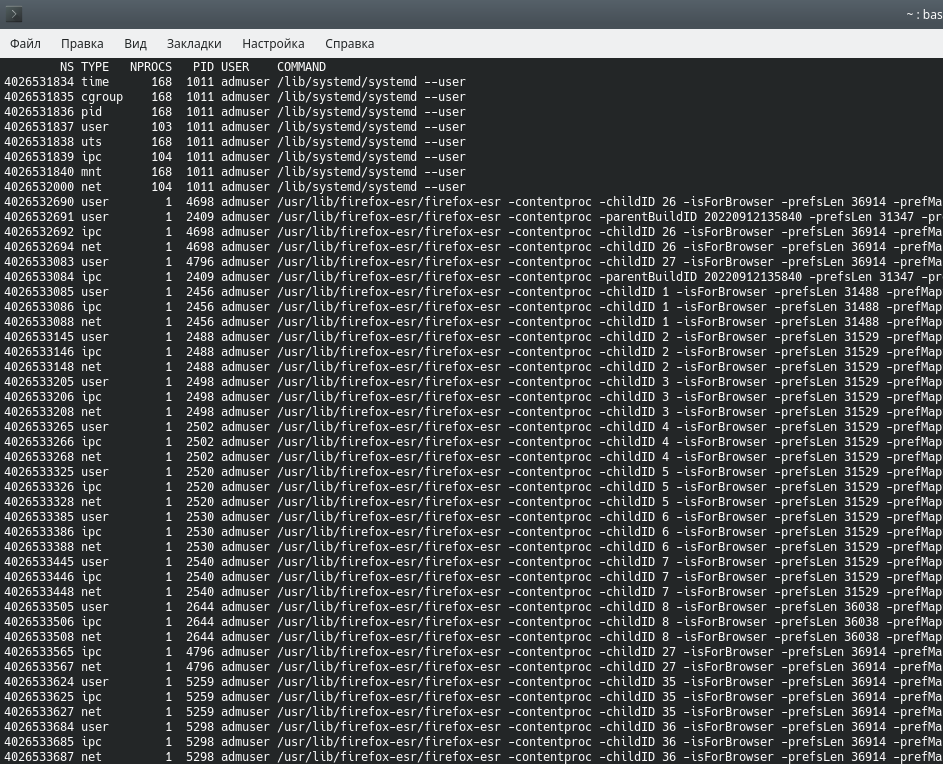 ~ : bas
Файл Правка Вид Закладки Настройка Справка
NS TYPE NPROCS PID USER COMMAND
4026531834 time 168 1011 admuser /lib/systemd/systemd --user
4026531835 cgroup 168 1011 admuser /lib/systemd/systemd --user
4026531836 pid 168 1011 admuser /lib/systemd/systemd --user
4026531837 user 103 1011 admuser /lib/systemd/systemd --user
4026531838 uts 168 1011 admuser /lib/systemd/systemd --user
4026531839 ipc 104 1011 admuser /lib/systemd/systemd --user
4026531840 mnt 168 1011 admuser /lib/systemd/systemd --user
4026532000 net 104 1011 admuser /lib/systemd/systemd --user
4026532690 user 1 4698 admuser /usr/lib/firefox-esr/firefox-esr -contentproc -childID 26 -isForBrowser -prefsLen 36914 -prefMa
4026532691 user 1 2409 admuser /usr/lib/firefox-esr/firefox-esr -contentproc -parentBuildID 20220912135840 -prefsLen 31347 -pr
4026532692 ipc 1 4698 admuser /usr/lib/firefox-esr/firefox-esr -contentproc -childID 26 -isForBrowser -prefsLen 36914 -prefMa
4026532694 net 1 4698 admuser /usr/lib/firefox-esr/firefox-esr -contentproc -childID 26 -isForBrowser -prefsLen 36914 -prefMa
4026533083 user 1 4796 admuser /usr/lib/firefox-esr/firefox-esr -contentproc -childID 27 -isForBrowser -prefsLen 36914 -prefMa
4026533084 ipc 1 2409 admuser /usr/lib/firefox-esr/firefox-esr -contentproc -parentBuildID 20220912135840 -prefsLen 31347 -pr
4026533085 user 1 2456 admuser /usr/lib/firefox-esr/firefox-esr -contentproc -childID 1 -isForBrowser -prefsLen 31488 -prefMap
4026533086 ipc 1 2456 admuser /usr/lib/firefox-esr/firefox-esr -contentproc -childID 1 -isForBrowser -prefsLen 31488 -prefMap
4026533088 net 1 2456 admuser /usr/lib/firefox-esr/firefox-esr -contentproc -childID 1 -isForBrowser -prefsLen 31488 -prefMap
4026533145 user 1 2488 admuser /usr/lib/firefox-esr/firefox-esr -contentproc -childID 2 -isForBrowser -prefsLen 31529 -prefMap
4026533146 ipc 1 2488 admuser /usr/lib/firefox-esr/firefox-esr -contentproc -childID 2 -isForBrowser -prefsLen 31529 -prefMap
4026533148 net 1 2488 admuser /usr/lib/firefox-esr/firefox-esr -contentproc -childID 2 -isForBrowser -prefsLen 31529 -prefMap
4026533205 user 1 2498 admuser /usr/lib/firefox-esr/firefox-esr -contentproc -childID 3 -isForBrowser -prefsLen 31529 -prefMap
4026533206 ipc 1 2498 admuser /usr/lib/firefox-esr/firefox-esr -contentproc -childID 3 -isForBrowser -prefsLen 31529 -prefMap
4026533208 net 1 2498 admuser /usr/lib/firefox-esr/firefox-esr -contentproc -childID 3 -isForBrowser -prefsLen 31529 -prefMap
4026533265 user 1 2502 admuser /usr/lib/firefox-esr/firefox-esr -contentproc -childID 4 -isForBrowser -prefsLen 31529 -prefMap
4026533266 ipc 1 2502 admuser /usr/lib/firefox-esr/firefox-esr -contentproc -childID 4 -isForBrowser -prefsLen 31529 -prefMap
4026533268 net 1 2502 admuser /usr/lib/firefox-esr/firefox-esr -contentproc -childID 4 -isForBrowser -prefsLen 31529 -prefMap
4026533325 user 1 2520 admuser /usr/lib/firefox-esr/firefox-esr -contentproc -childID 5 -isForBrowser -prefsLen 31529 -prefMap
4026533326 ipc 1 2520 admuser /usr/lib/firefox-esr/firefox-esr -contentproc -childID 5 -isForBrowser -prefsLen 31529 -prefMap
4026533328 net 1 2520 admuser /usr/lib/firefox-esr/firefox-esr -contentproc -childID 5 -isForBrowser -prefsLen 31529 -prefMap
4026533385 user 1 2530 admuser /usr/lib/firefox-esr/firefox-esr -contentproc -childID 6 -isForBrowser -prefsLen 31529 -prefMap
4026533386 ipc 1 2530 admuser /usr/lib/firefox-esr/firefox-esr -contentproc -childID 6 -isForBrowser -prefsLen 31529 -prefMap
4026533388 net 1 2530 admuser /usr/lib/firefox-esr/firefox-esr -contentproc -childID 6 -isForBrowser -prefsLen 31529 -prefMap
4026533445 user 1 2540 admuser /usr/lib/firefox-esr/firefox-esr -contentproc -childID 7 -isForBrowser -prefsLen 31529 -prefMap
4026533446 ipc 1 2540 admuser /usr/lib/firefox-esr/firefox-esr -contentproc -childID 7 -isForBrowser -prefsLen 31529 -prefMap
4026533448 net 1 2540 admuser /usr/lib/firefox-esr/firefox-esr -contentproc -childID 7 -isForBrowser -prefsLen 31529 -prefMap
4026533505 user 1 2644 admuser /usr/lib/firefox-esr/firefox-esr -contentproc -childID 8 -isForBrowser -prefsLen 36038 -prefMap
4026533506 ipc 1 2644 admuser /usr/lib/firefox-esr/firefox-esr -contentproc -childID 8 -isForBrowser -prefsLen 36038 -prefMap
4026533508 net 1 2644 admuser /usr/lib/firefox-esr/firefox-esr -contentproc -childID 8 -isForBrowser -prefsLen 36038 -prefMap
4026533565 ipc 1 4796 admuser /usr/lib/firefox-esr/firefox-esr -contentproc -childID 27 -isForBrowser -prefsLen 36914 -prefMa
4026533567 net 1 4796 admuser /usr/lib/firefox-esr/firefox-esr -contentproc -childID 27 -isForBrowser -prefsLen 36914 -prefMa
4026533624 user 1 5259 admuser /usr/lib/firefox-esr/firefox-esr -contentproc -childID 35 -isForBrowser -prefsLen 36914 -prefMa
4026533625 ipc 1 5259 admuser /usr/lib/firefox-esr/firefox-esr -contentproc -childID 35 -isForBrowser -prefsLen 36914 -prefMa
4026533627 net 1 5259 admuser /usr/lib/firefox-esr/firefox-esr -contentproc -childID 35 -isForBrowser -prefsLen 36914 -prefMa
4026533684 user 1 5298 admuser /usr/lib/firefox-esr/firefox-esr -contentproc -childID 36 -isForBrowser -prefsLen 36914 -prefMa
4026533685 ipc 1 5298 admuser /usr/lib/firefox-esr/firefox-esr -contentproc -childID 36 -isForBrowser -prefsLen 36914 -prefMa
4026533687 net 1 5298 admuser /usr/lib/firefox-esr/firefox-esr -contentproc -childID 36 -isForBrowser -prefsLen 36914 -prefMa